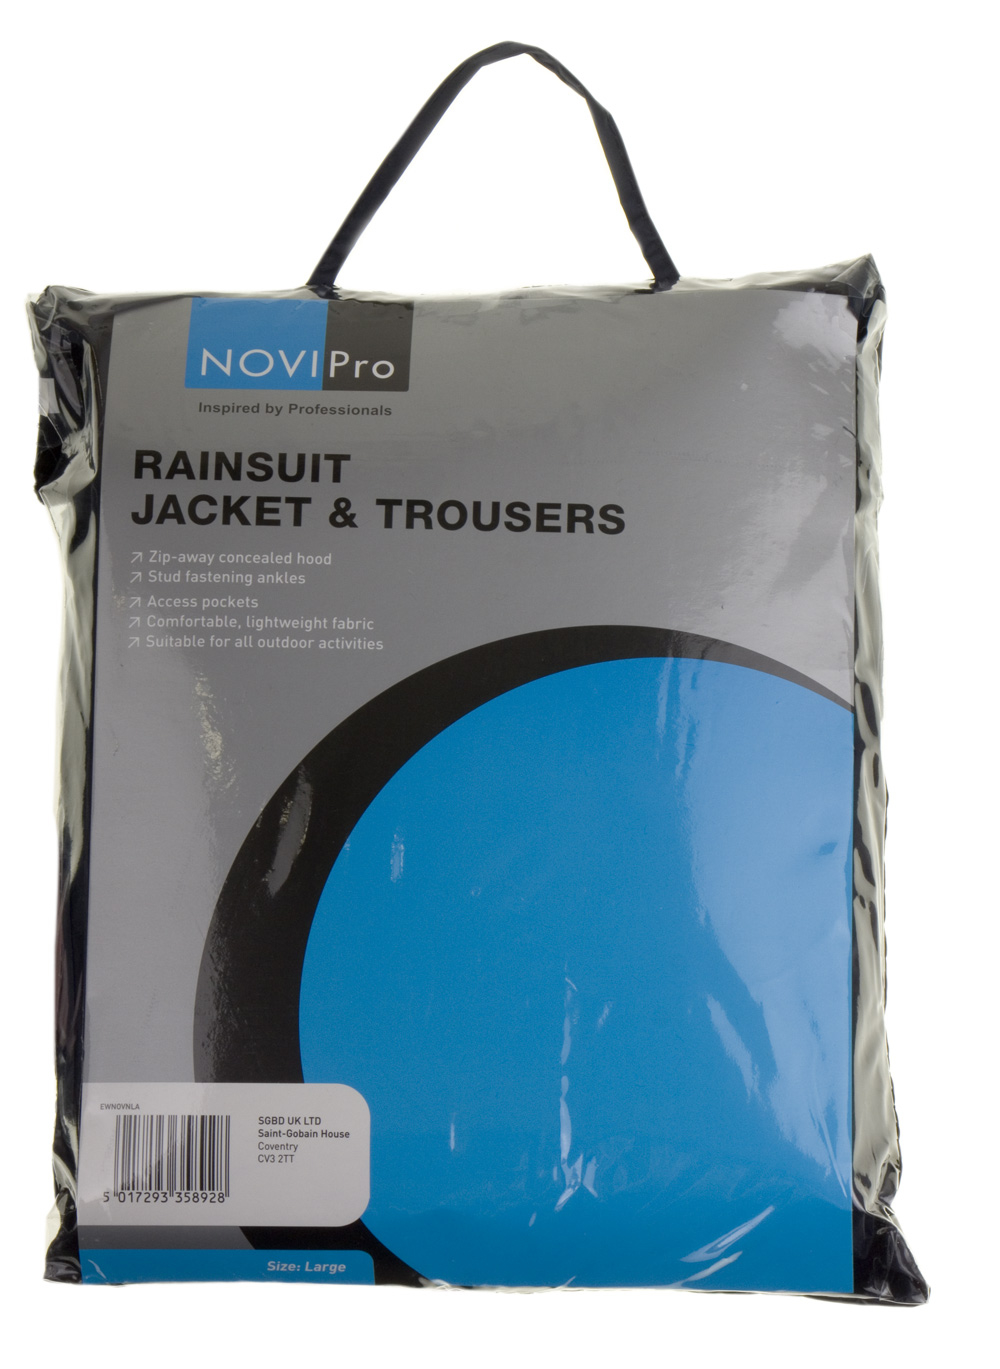 NOVIPro
Inspired by Professionals
RAINSUIT
JACKET & TROUSERS
Zip-away concealed hood
Stud fastening ankles
Access pockets
Comfortable, lightweight fabric
Suitable for all outdoor activities
EWNOVNLA
SGBD UK LTD
Saint-Gobain House
Coventry
CV3 2TT
5 017293 358928
Size: Large